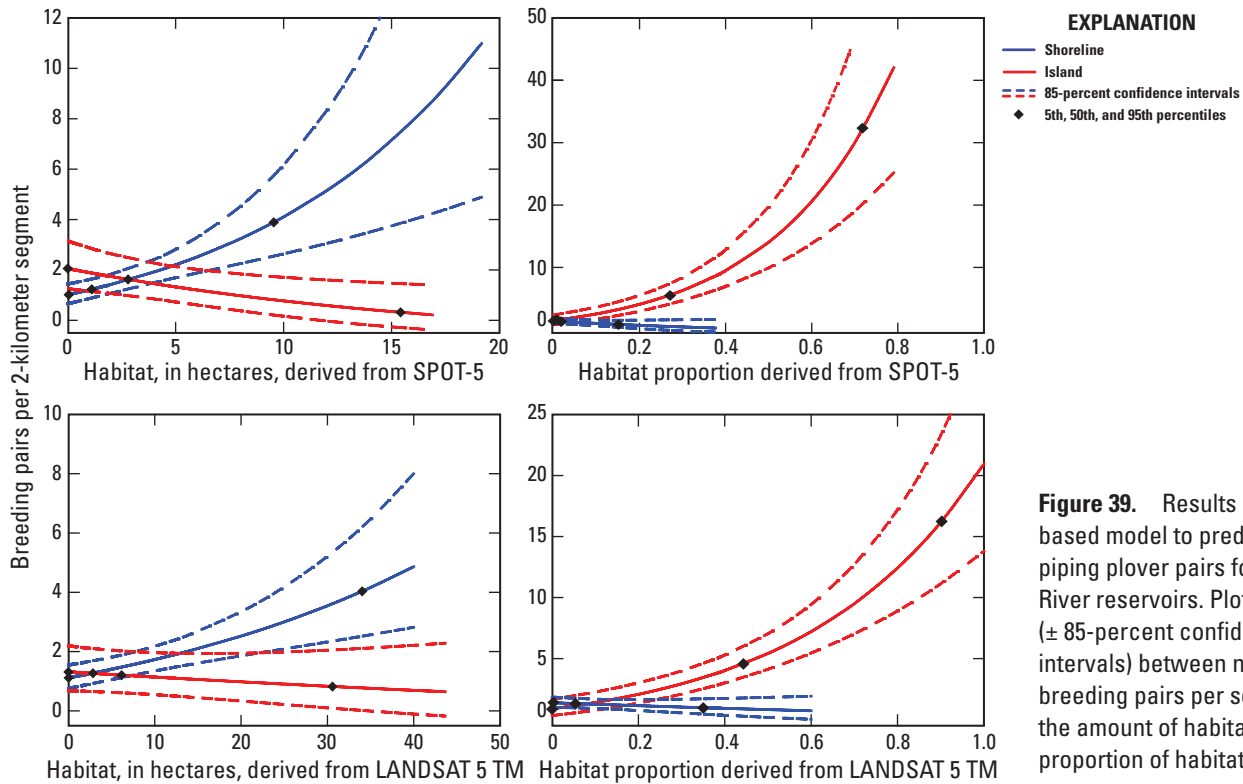 12
10
8
6
4
2
0
0
5
10
15
20
Habitat, in hectares, derived from SPOT-5
50
40
30
20
10
0
0
0.2
0.4
0.6
0.8
1.0
Habitat proportion derived from SPOT-5
EXPLANATION
Shoreline
Island
85-percent confidence intervals
5th, 50th, and 95th percentiles
Breeding pairs per 2-kilometer segment
10
8
6
4
2
0
0
10
20
30
40
50
Habitat, in hectares, derived from LANDSAT 5 TM
25
20
15
10
5
0
0.0
0.2
0.4
0.6
0.8
1.0
Habitat proportion derived from LANDSAT 5 TM
Figure 39. Results
based model to pred
piping plover pairs fo
River reservoirs. Plot
(± 85-percent confid
intervals) between n
breeding pairs per s
the amount of habita
proportion of habitat